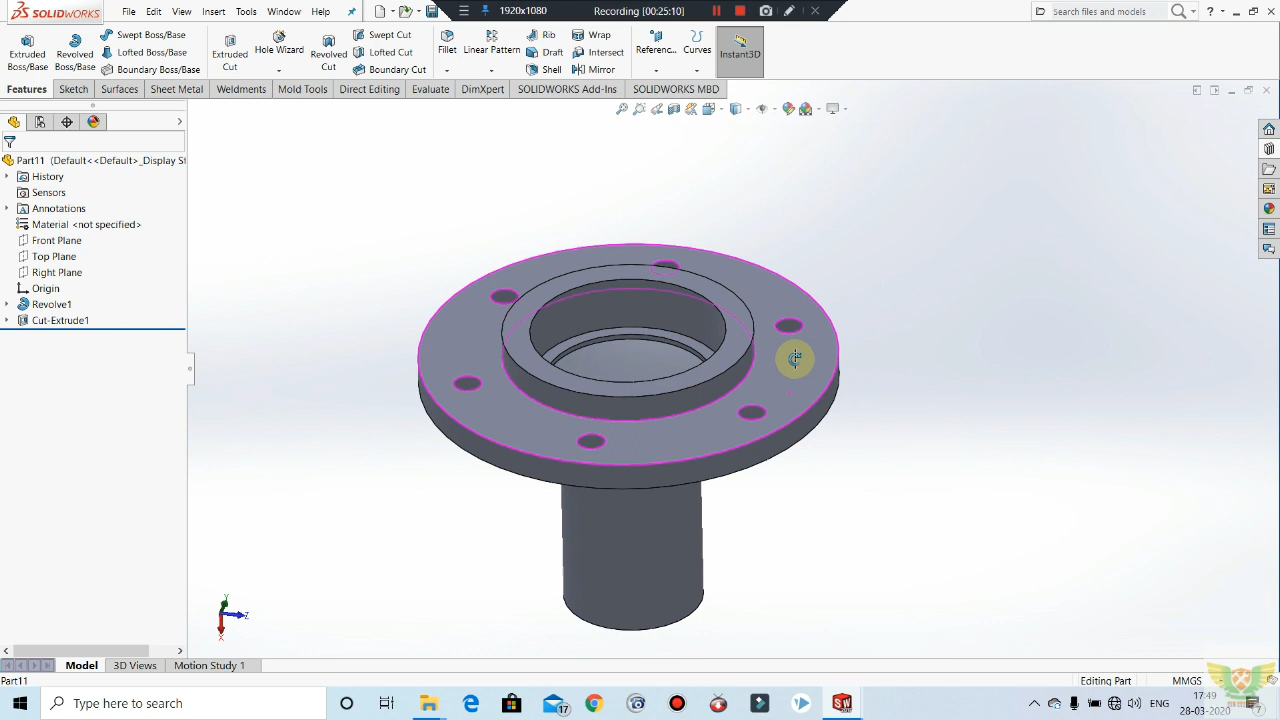 SOLIDWORKS
File
Edit
View
Insert
Tools
Window
Help
1920x1080
Recording [00:25:10]
Search files and models
Extruded Boss/Base
Revolved Boss/Base
Swept Boss/Base
Lofted Boss/Base
Boundary Boss/Base
Extruded Cut
Hole Wizard
Revolved Cut
Swept Cut
Lofted Cut
Boundary Cut
Fillet
Linear Pattern
Rib
Draft
Shell
Wrap
Intersect
Mirror
Referenc...
Curves
Instant3D
Features
Sketch
Surfaces
Sheet Metal
Weldments
Mold Tools
Direct Editing
Evaluate
DimXpert
SOLIDWORKS Add-Ins
SOLIDWORKS MBD
Part11 (Default<<Default>_Display St
History
Sensors
Annotations
Material <not specified>
Front Plane
Top Plane
Right Plane
Origin
Revolve1
Cut-Extrude1
Y
Z
X
Model
3D Views
Motion Study 1
Part11
Editing Part
MMGS
Type here to search
17
SW
ENG
17:49
28-03-2020
7